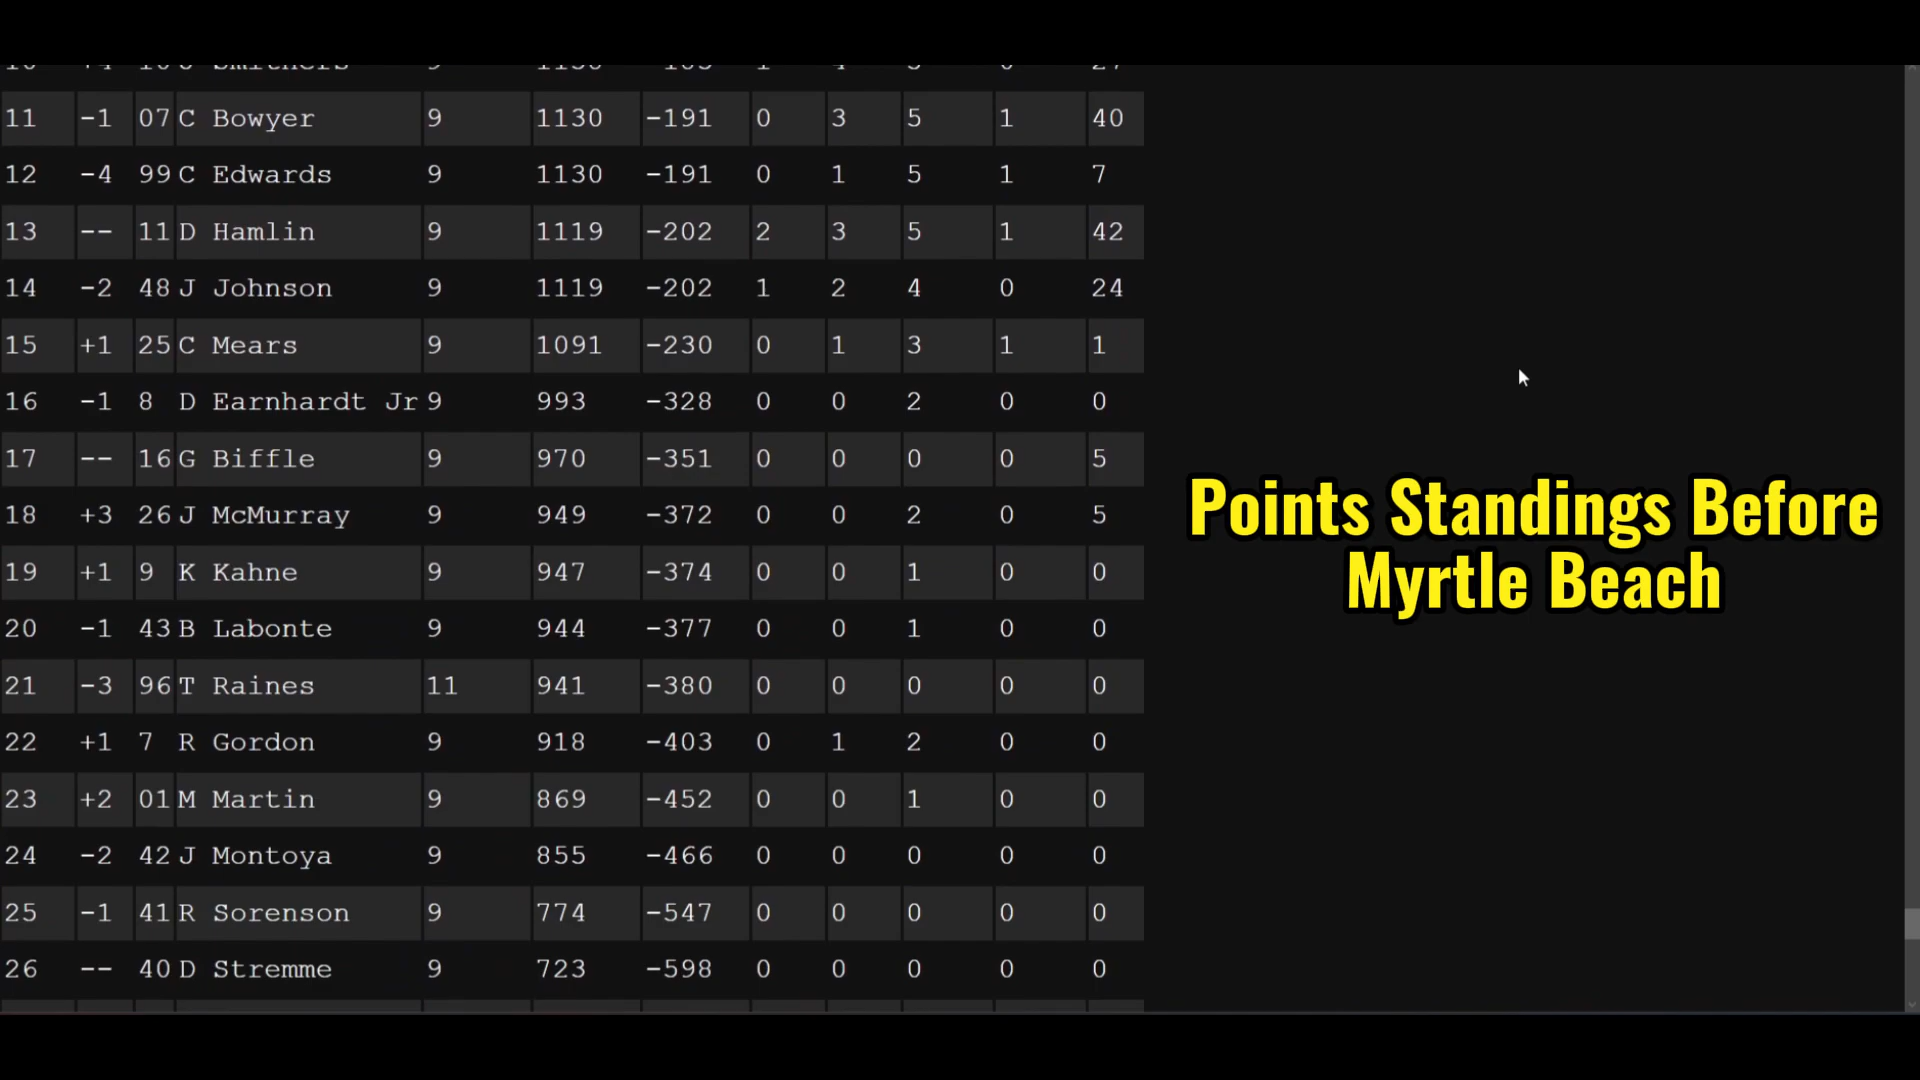 11 -1 07 C Bowyer 9 1130 -191 0 3 5 1 40
12 -4 99 C Edwards 9 1130 -191 0 1 5 1 7
13 -- 11 D Hamlin 9 1119 -202 2 3 5 1 42
14 -2 48 J Johnson 9 1119 -202 1 2 4 0 24
15 +1 25 C Mears 9 1091 -230 0 1 3 1 1
16 -1 8 D Earnhardt Jr 9 993 -328 0 0 2 0 0
17 -- 16 G Biffle 9 970 -351 0 0 0 0 5
18 +3 26 J McMurray 9 949 -372 0 0 2 0 5
19 +1 9 K Kahne 9 947 -374 0 0 1 0 0
20 -1 43 B Labonte 9 944 -377 0 0 1 0 0
21 -3 96 T Raines 11 941 -380 0 0 0 0 0
22 +1 7 R Gordon 9 918 -403 0 1 2 0 0
23 +2 01 M Martin 9 869 -452 0 0 1 0 0
24 -2 42 J Montoya 9 855 -466 0 0 0 0 0
25 -1 41 R Sorenson 9 774 -547 0 0 0 0 0
26 -- 40 D Stremme 9 723 -598 0 0 0 0 0
Points Standings Before
Myrtle Beach